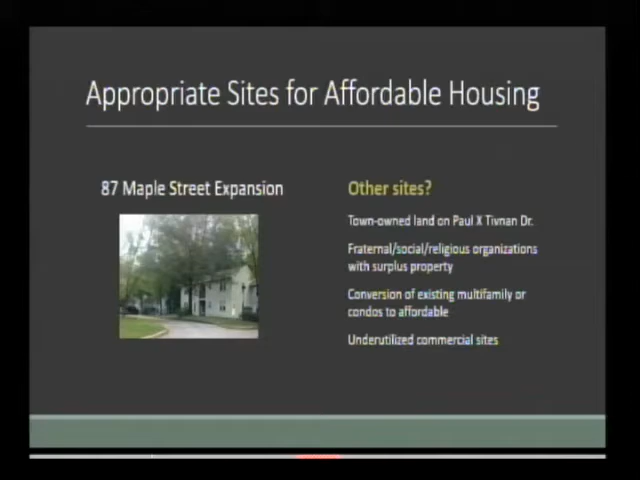 Appropriate Sites for Affordable Housing
87 Maple Street Expansion
Other sites?
Town-owned land on Paul X Tivnan Dr.
Fraternal/social/religious organizations
with surplus property
Conversion of existing multifamily or
condos to affordable
Underutilized commercial sites